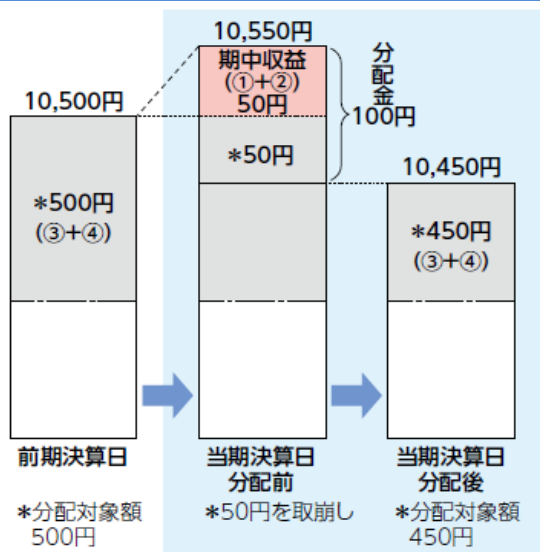 10,500円
*500円
(③+④)
前期決算日
*分配対象額
500円
10,550円
期中収益
(①+②)
50円
*50円
分配金
100円
当期決算日
分配前
*50円を取崩し
10,450円
*450円
(③+④)
当期決算日
分配後
*分配対象額
450円